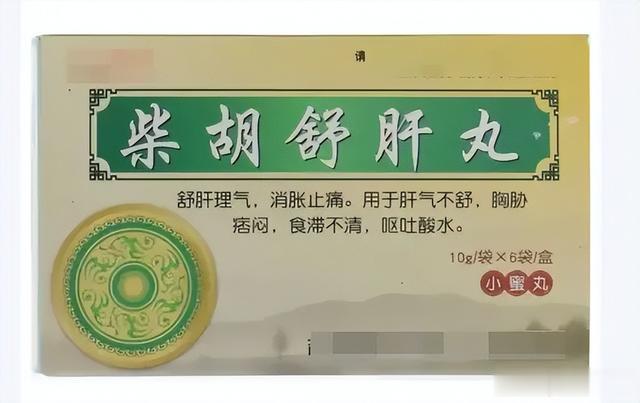 请
柴胡舒肝丸
舒肝理气，消胀止痛。用于肝气不舒，胸胁
痞闷，食滞不清，呕吐酸水。
10g/袋×6袋/盒
小蜜丸